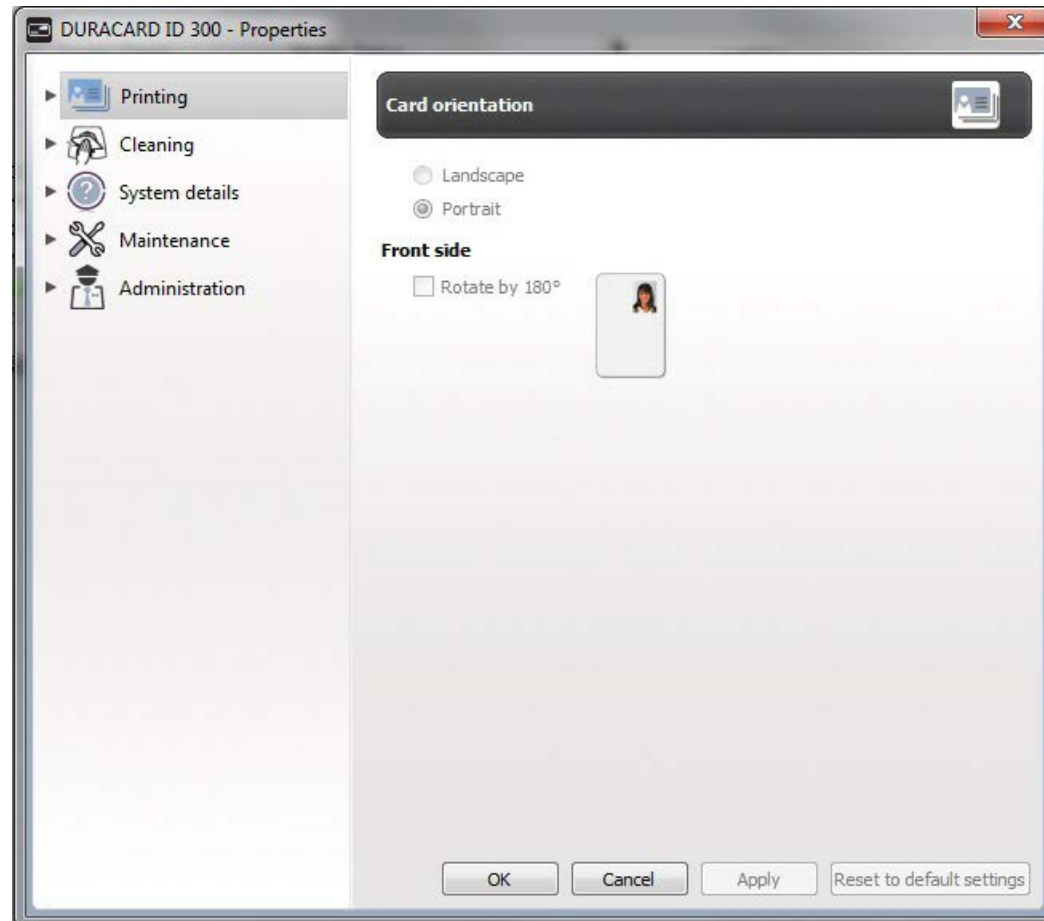 DURACARD ID 300 - Properties
X
Printing
Cleaning
System details
Maintenance
Administration
Card orientation
Landscape
Portrait
Front side
Rotate by 180°
OK
Cancel
Apply
Reset to default settings